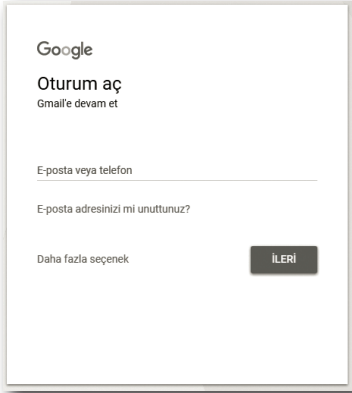 Google
Oturum aç
Gmail'e devam et
E-posta veya telefon
E-posta adresinizi mi unuttunuz?
Daha fazla seçenek
İLERİ